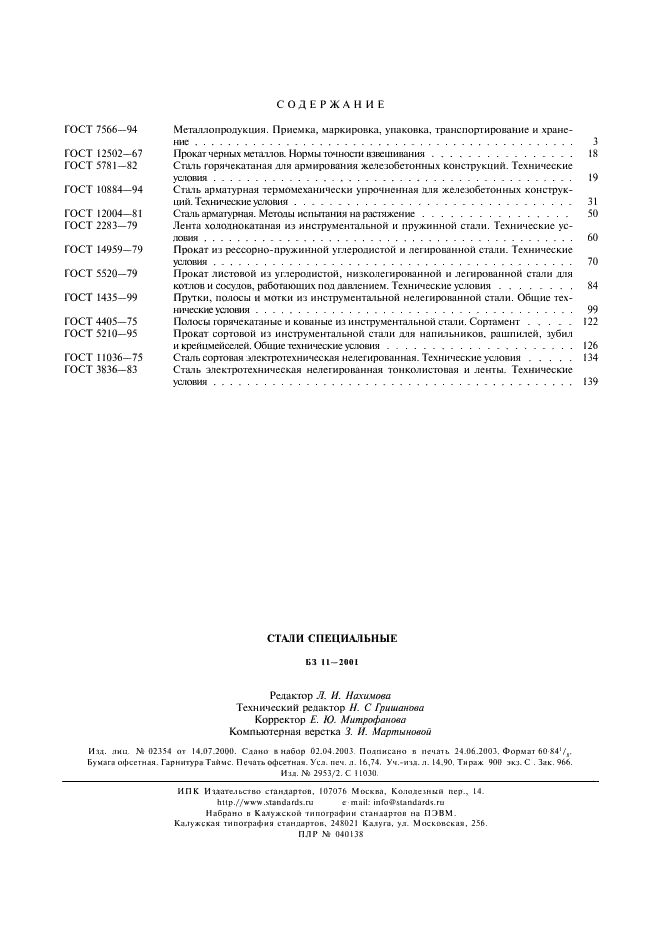 СОДЕРЖАНИЕ
ГОСТ 7566—94 Металлопродукция. Приемка, маркировка, упаковка, транспортирование и хране-
ние . . . . . . . . . . . . . . . . . . . . 3
ГОСТ 12502—67 Прокат черных металлов. Нормы точности взвешивания . . . . . . . . . . 18
ГОСТ 5781—82 Сталь горячекатаная для армирования железобетонных конструкций. Технические
условия . . . . . . . . . . . . . . . . . . . . 19
ГОСТ 10884—94 Сталь арматурная термомеханически упрочненная для железобетонных конструк-
ций. Технические условия . . . . . . . . . . . . . . . . . . . . 31
ГОСТ 12004—81 Сталь арматурная. Методы испытания на растяжение . . . . . . . . . . 50
ГОСТ 2283—79 Лента холоднокатаная из инструментальной и пружинной стали. Технические ус-
ловия . . . . . . . . . . . . . . . . . . . . 60
ГОСТ 14959—79 Прокат из рессорно-пружинной углеродистой и легированной стали. Технические
условия . . . . . . . . . . . . . . . . . . . . 70
ГОСТ 5520—79 Прокат листовой из углеродистой, низколегированной и легированной стали для
котлов и сосудов, работающих под давлением. Технические условия . . . . . . . . 84
ГОСТ 1435—99 Прутки, полосы и мотки из инструментальной нелегированной стали. Общие тех-
нические условия . . . . . . . . . . . . . . . . . . . . 99
ГОСТ 4405—75 Полосы горячекатаные и кованые из инструментальной стали. Сортамент . . . . . 122
ГОСТ 5210—95 Прокат сортовой из инструментальной стали для напильников, рашпилей, зубил
и крейцмейселей. Общие технические условия . . . . . . . . . . . . . . . 126
ГОСТ 11036—75 Сталь сортовая электротехническая нелегированная. Технические условия . . . . . 134
ГОСТ 3836—83 Сталь электротехническая нелегированная тонколистовая и ленты. Технические
условия . . . . . . . . . . . . . . . . . . . . 139
СТАЛИ СПЕЦИАЛЬНЫЕ
БЗ 11—2001
Редактор Л. И. Нахимова
Технический редактор Н. С Гришанова
Корректор Е. Ю. Митрофанова
Компьютерная верстка З. И. Мартыновой
Изд. лиц. № 02354 от 14.07.2000. Сдано в набор 02.04.2003. Подписано в печать 24.06.2003. Формат 60·84¹/₈.
Бумага офсетная. Гарнитура Таймс. Печать офсетная. Усл. печ. л. 16,74. Уч.-изд. л. 14,90. Тираж 900 экз. С . Зак. 966.
Изд. № 2953/2. С 11030.
ИПК Издательство стандартов, 107076 Москва, Колодезный пер., 14.
http://www.standards.ru e-mail: info@standards.ru
Набрано в Калужской типографии стандартов на ПЭВМ.
Калужская типография стандартов, 248021 Калуга, ул. Московская, 256.
ПЛР № 040138